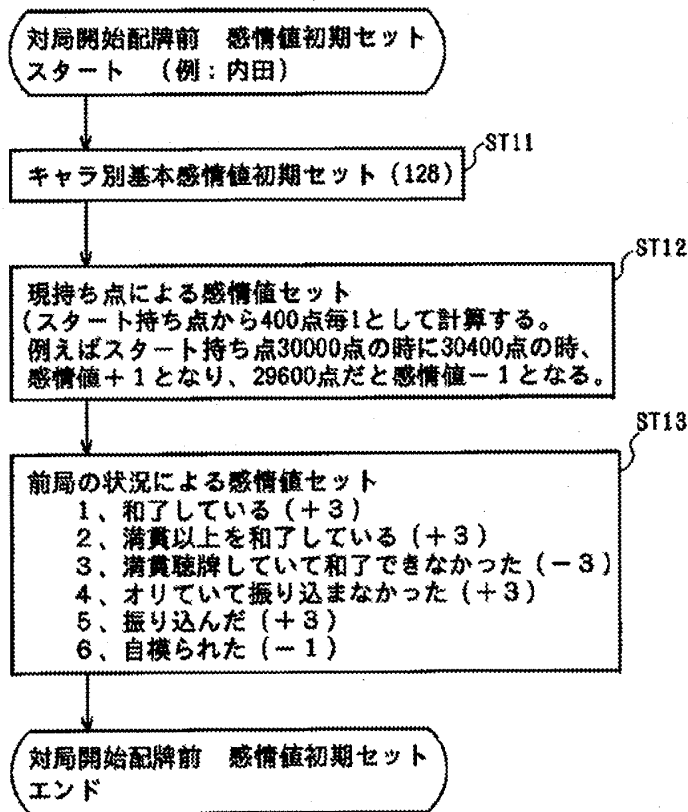 対局開始配牌前　感情値初期セット
スタート　（例：内田）
ST11
キャラ別基本感情値初期セット（128）
ST12
現持ち点による感情値セット
（スタート持ち点から400点毎1として計算する。
例えばスタート持ち点30000点の時に30400点の時、
感情値＋１となり、29600点だと感情値－１となる。
ST13
前局の状況による感情値セット
１、和了している（＋３）
２、満貫以上を和了している（＋３）
３、満貫聴牌していて和了できなかった（－３）
４、オリていて振り込まなかった（＋３）
５、振り込んだ（＋３）
６、自模られた（－１）
対局開始配牌前　感情値初期セット
エンド